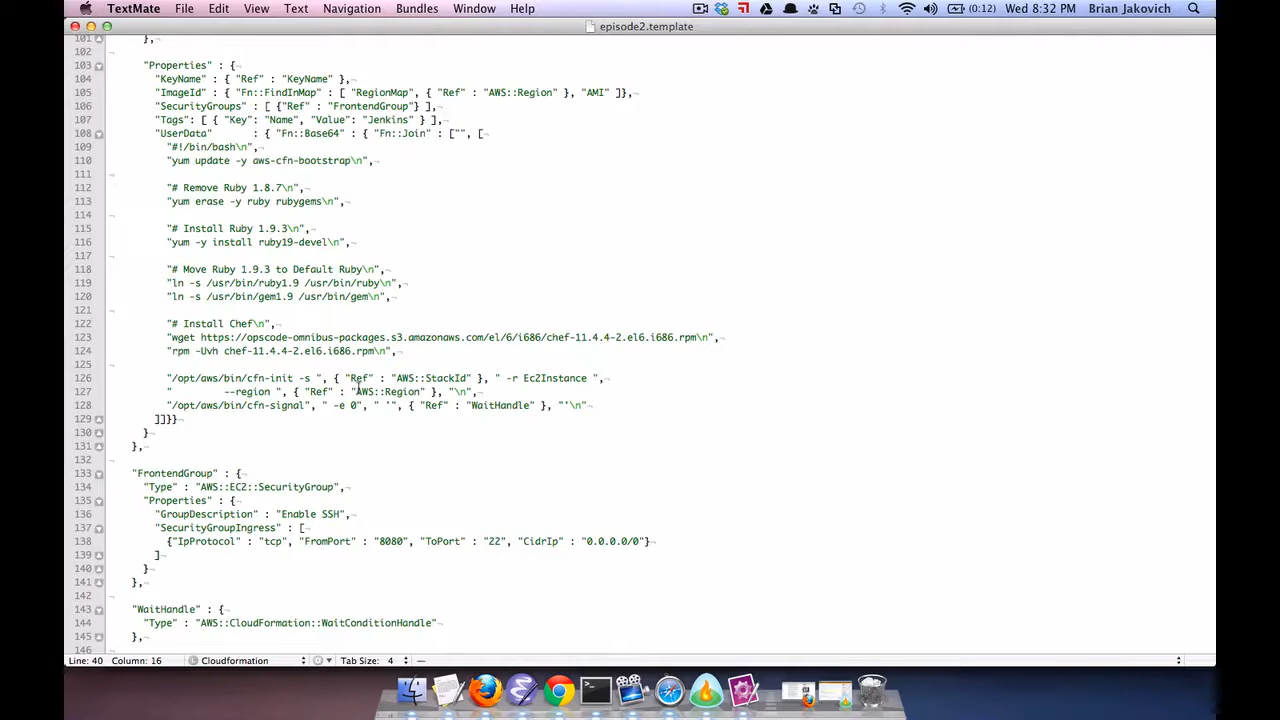 TextMate File Edit View Text Navigation Bundles Window Help (0:12) Wed 8:32 PM Brian Jakovich
episode2.template
101 },
102
103 "Properties" : {
104 "KeyName" : { "Ref" : "KeyName" },
105 "ImageId" : { "Fn::FindInMap" : [ "RegionMap", { "Ref" : "AWS::Region" }, "AMI" ]},
106 "SecurityGroups" : [ {"Ref" : "FrontendGroup"} ],
107 "Tags": [ { "Key": "Name", "Value": "Jenkins" } ],
108 "UserData" : { "Fn::Base64" : { "Fn::Join" : ["", [
109 "#!/bin/bash\n",
110 "yum update -y aws-cfn-bootstrap\n",
111
112 "# Remove Ruby 1.8.7\n",
113 "yum erase -y ruby rubygems\n",
114
115 "# Install Ruby 1.9.3\n",
116 "yum -y install ruby19-devel\n",
117
118 "# Move Ruby 1.9.3 to Default Ruby\n",
119 "ln -s /usr/bin/ruby1.9 /usr/bin/ruby\n",
120 "ln -s /usr/bin/gem1.9 /usr/bin/gem\n",
121
122 "# Install Chef\n",
123 "wget https://opscode-omnibus-packages.s3.amazonaws.com/el/6/i686/chef-11.4.4-2.el6.i686.rpm\n",
124 "rpm -Uvh chef-11.4.4-2.el6.i686.rpm\n",
125
126 "/opt/aws/bin/cfn-init -s ", { "Ref" : "AWS::StackId" }, " -r Ec2Instance ",
127 " --region ", { "Ref" : "AWS::Region" }, "\n",
128 "/opt/aws/bin/cfn-signal", " -e 0", " '", { "Ref" : "WaitHandle" }, "'\n"
129 ]]}}
130 }
131 },
132
133 "FrontendGroup" : {
134 "Type" : "AWS::EC2::SecurityGroup",
135 "Properties" : {
136 "GroupDescription" : "Enable SSH",
137 "SecurityGroupIngress" : [
138 {"IpProtocol" : "tcp", "FromPort" : "8080", "ToPort" : "22", "CidrIp" : "0.0.0.0/0"}
139 ]
140 }
141 },
142
143 "WaitHandle" : {
144 "Type" : "AWS::CloudFormation::WaitConditionHandle"
145 },
146
Line: 40 Column: 16 Cloudformation Tab Size: 4 —